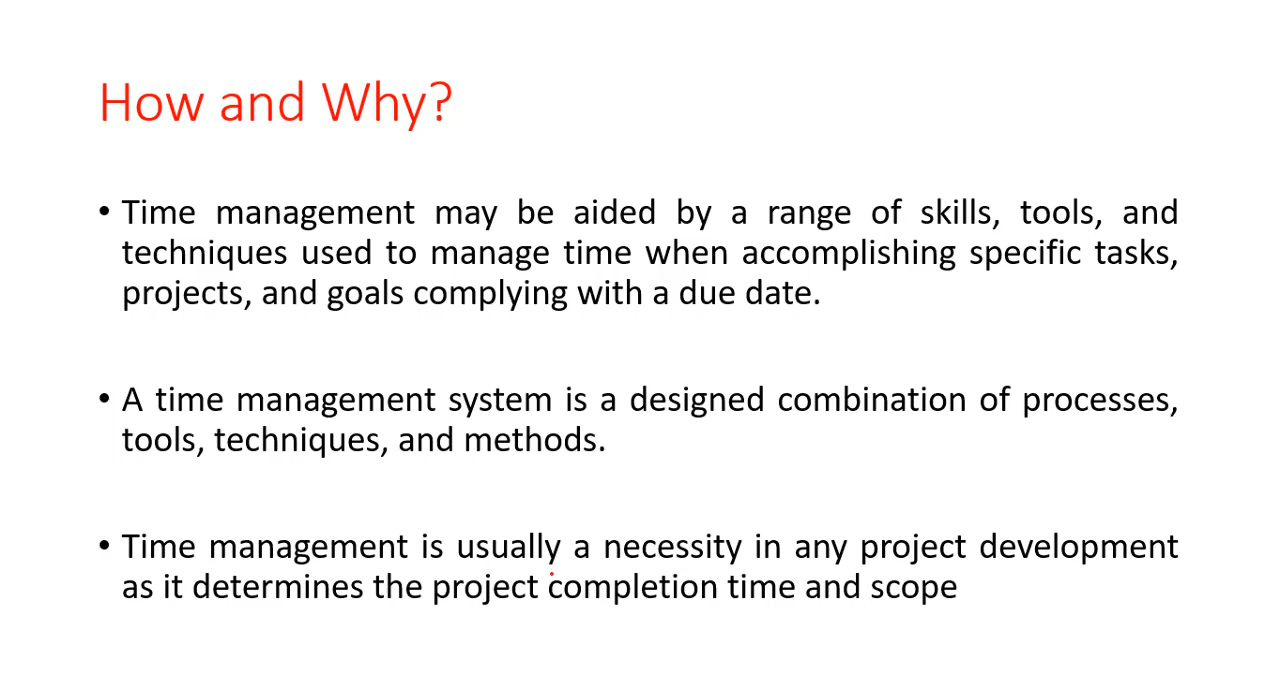 How and Why?
• Time management may be aided by a range of skills, tools, and
techniques used to manage time when accomplishing specific tasks,
projects, and goals complying with a due date.
• A time management system is a designed combination of processes,
tools, techniques, and methods.
• Time management is usually a necessity in any project development
as it determines the project completion time and scope